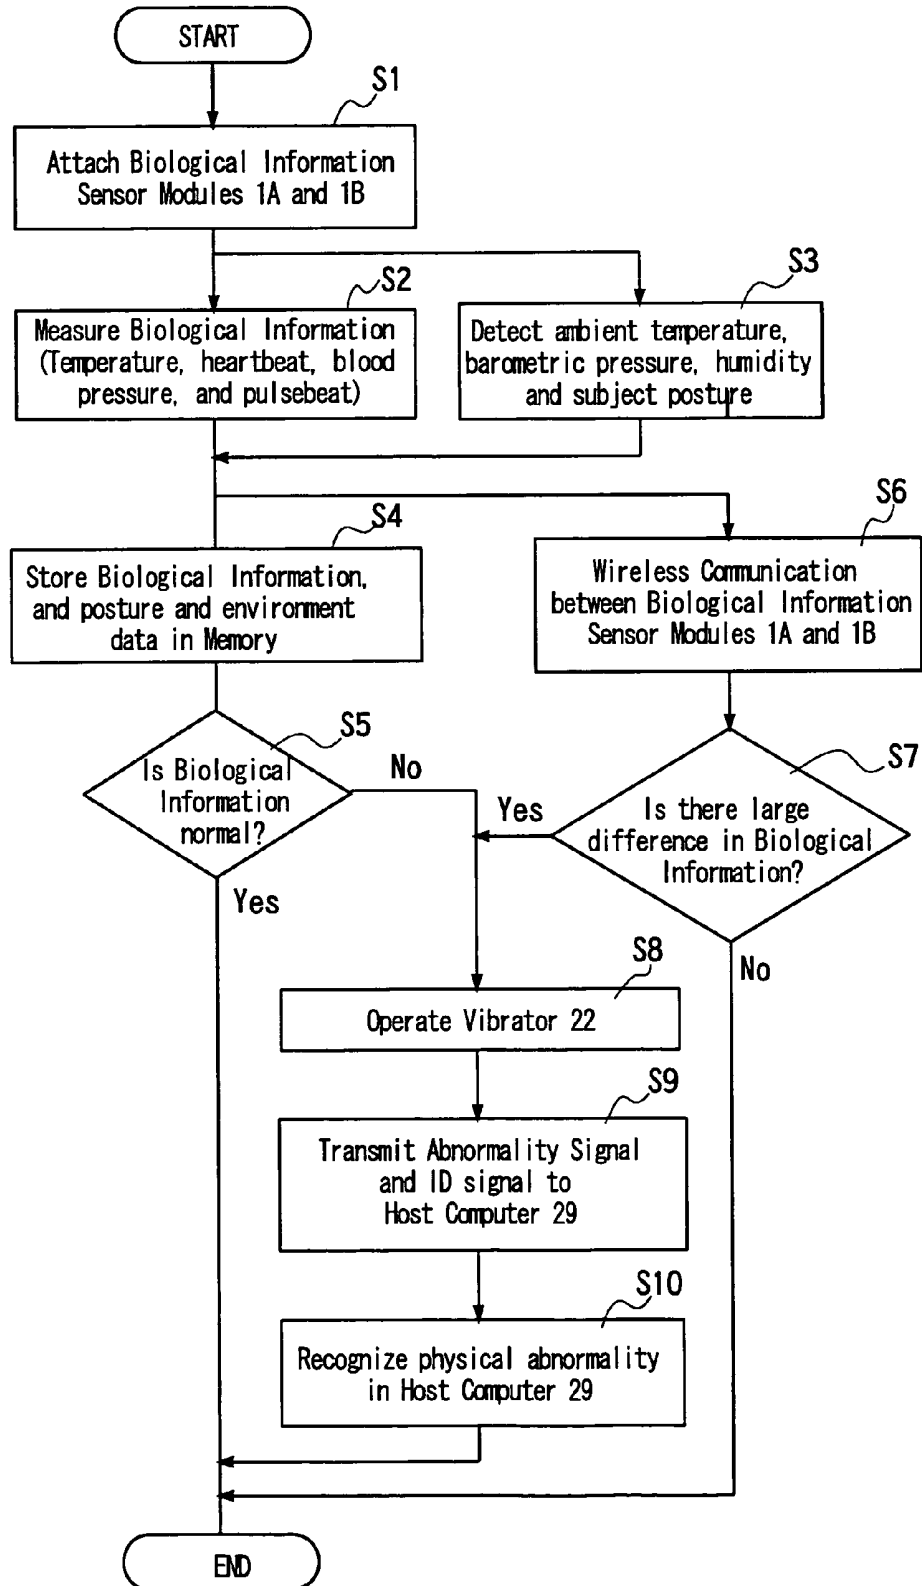 START
S1
Attach Biological Information
Sensor Modules 1A and 1B
S2
Measure Biological Information
(Temperature, heartbeat, blood
pressure, and pulsebeat)
S3
Detect ambient temperature,
barometric pressure, humidity
and subject posture
S4
Store Biological Information,
and posture and environment
data in Memory
S6
Wireless Communication
between Biological Information
Sensor Modules 1A and 1B
S5
Is Biological
Information
normal?
No
Yes
S7
Is there large
difference in Biological
Information?
Yes
No
S8
Operate Vibrator 22
S9
Transmit Abnormality Signal
and ID signal to
Host Computer 29
S10
Recognize physical abnormality
in Host Computer 29
END